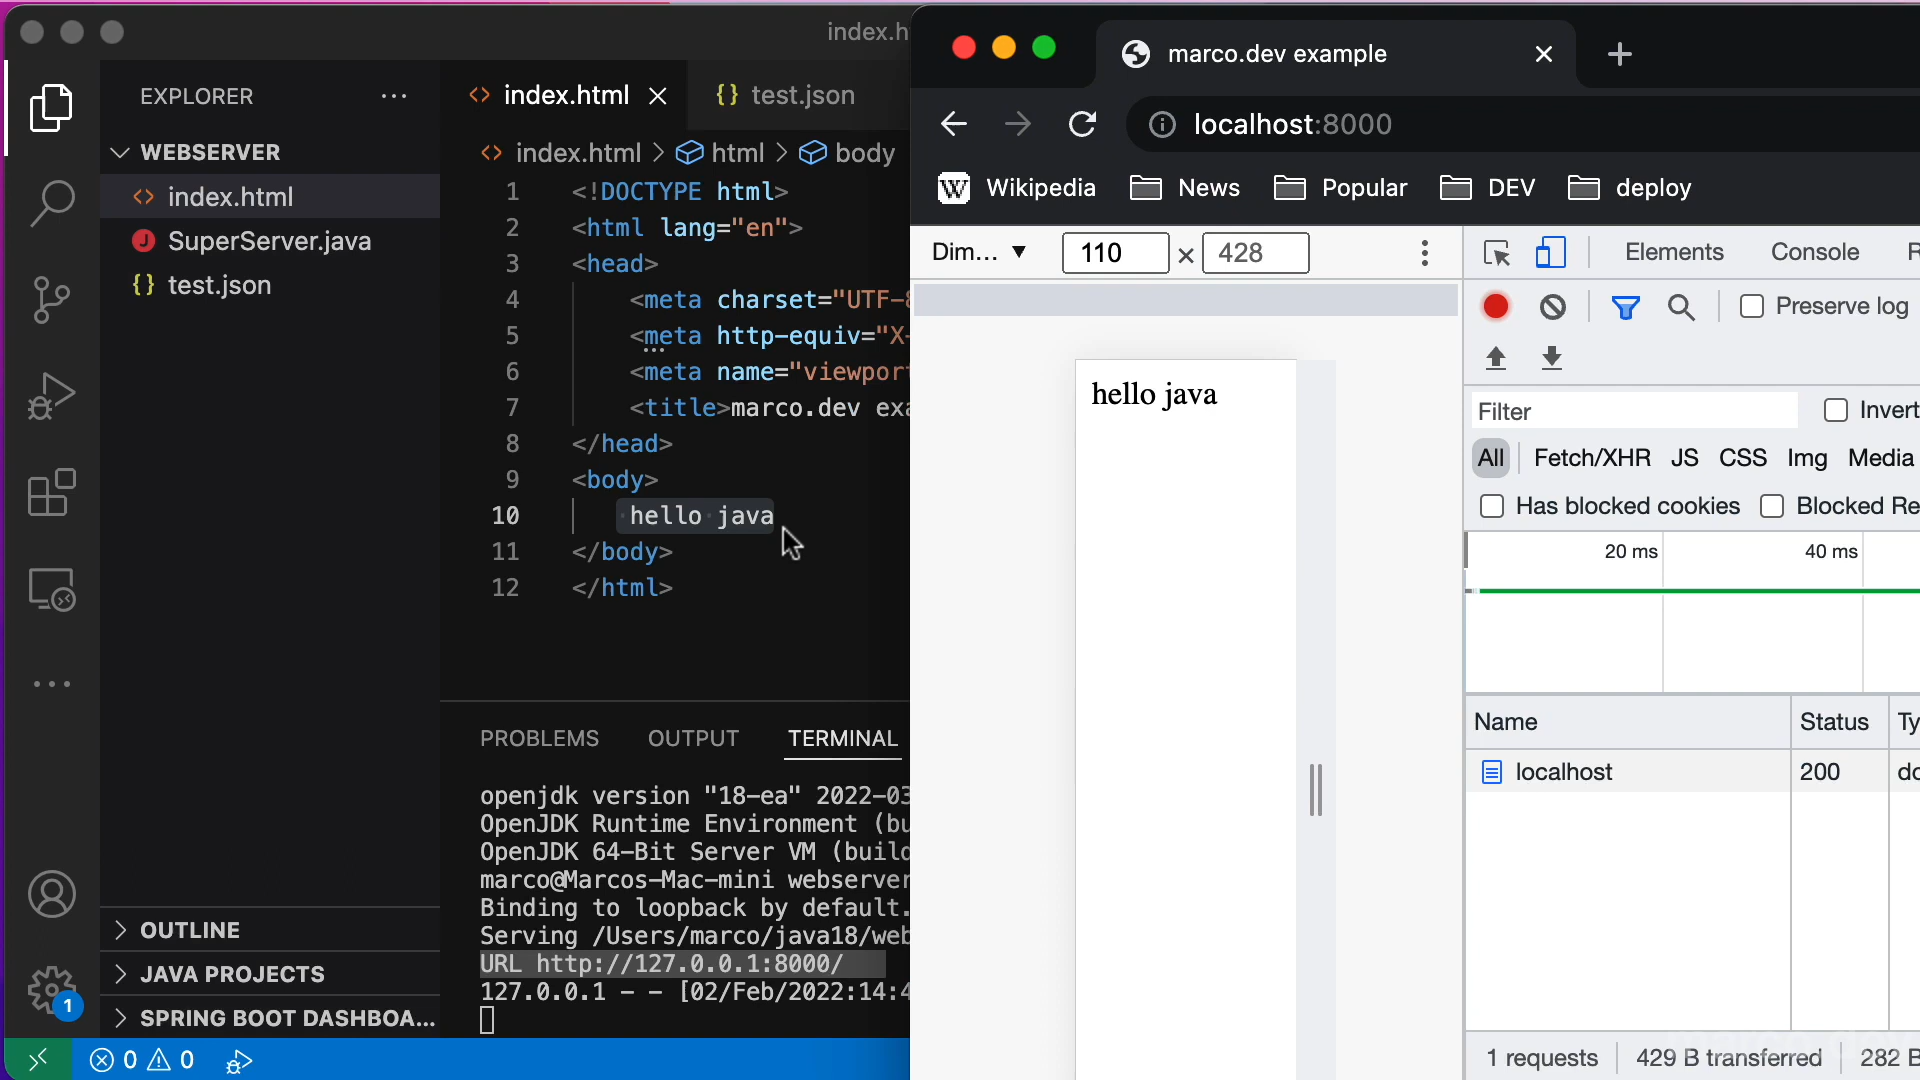 index.h
EXPLORER
WEBSERVER
index.html
SuperServer.java
{} test.json
index.html
{} test.json
index.html > html > body
1 <!DOCTYPE html>
2 <html lang="en">
3 <head>
4 <meta charset="UTF-8
5 <meta http-equiv="X-
6 <meta name="viewport
7 <title>marco.dev exa
8 </head>
9 <body>
10 hello java
11 </body>
12 </html>
PROBLEMS OUTPUT TERMINAL
openjdk version "18-ea" 2022-03
OpenJDK Runtime Environment (bu
OpenJDK 64-Bit Server VM (build
marco@Marcos-Mac-mini webserver
Binding to loopback by default.
Serving /Users/marco/java18/web
URL http://127.0.0.1:8000/
127.0.0.1 - - [02/Feb/2022:14:4
OUTLINE
JAVA PROJECTS
SPRING BOOT DASHBOA...
1
0 0
marco.dev example
localhost:8000
W Wikipedia News Popular DEV deploy
Dim... 110 × 428
hello java
Elements Console R
Preserve log
Filter Invert
All Fetch/XHR JS CSS Img Media
Has blocked cookies Blocked Re
20 ms 40 ms
Name Status Ty
localhost 200 do
1 requests 429 B transferred 282 B